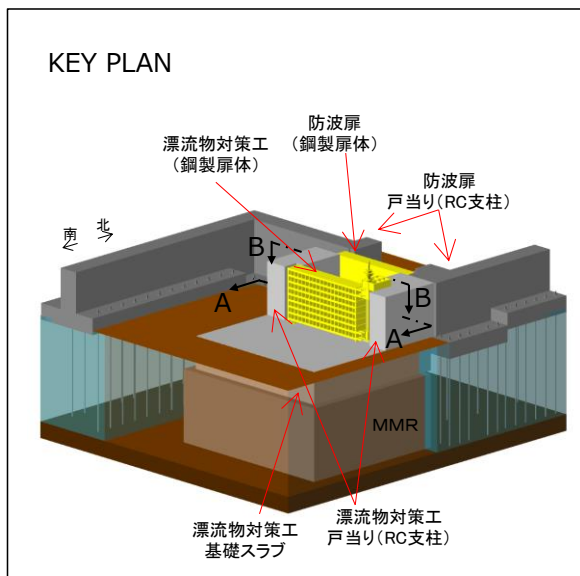 KEY PLAN
防波扉
(鋼製扉体)
漂流物対策工
(鋼製扉体)
防波扉
戸当り(RC支柱)
南 北
B
A
B
A
MMR
漂流物対策工
基礎スラブ
漂流物対策工
戸当り(RC支柱)